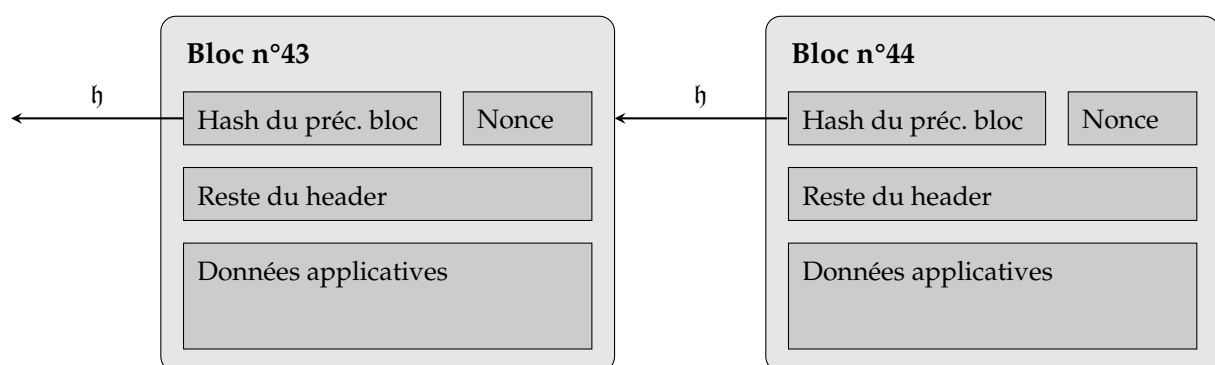 Bloc n°43
𝔥
Hash du préc. bloc
Nonce
Reste du header
Données applicatives
Bloc n°44
𝔥
Hash du préc. bloc
Nonce
Reste du header
Données applicatives